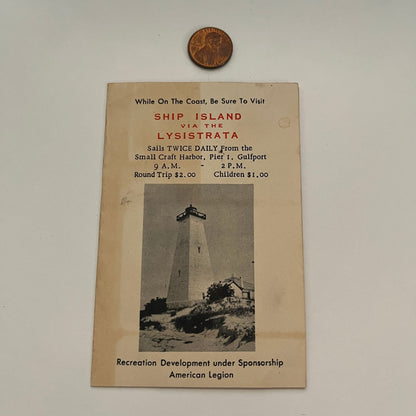 While On The Coast, Be Sure To Visit
SHIP ISLAND
VIA THE
LYSISTRATA
Sails TWICE DAILY From the
Small Craft Harbor, Pier 1, Gulfport
9 A.M. - 2 P.M.
Round Trip $2.00 Children $1.00
Recreation Development under Sponsorship
American Legion